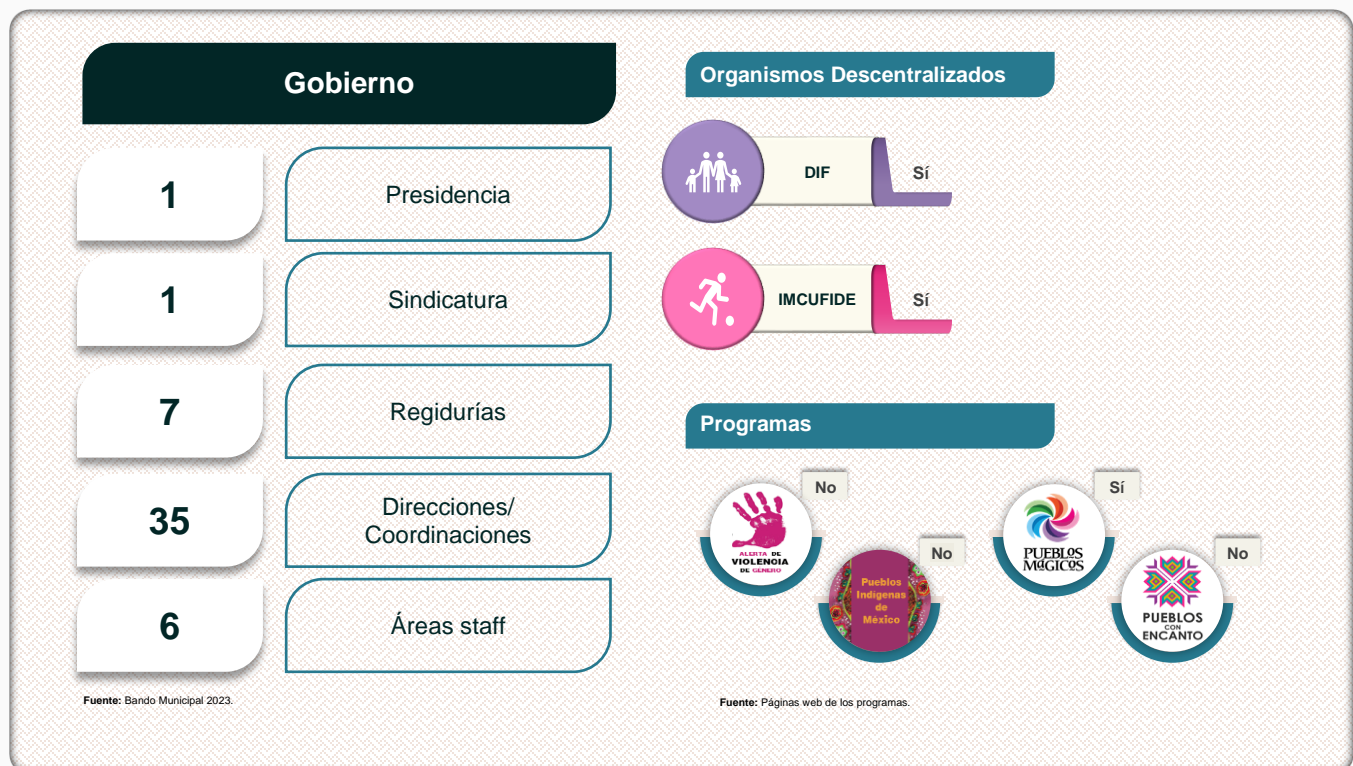 Gobierno
1
Presidencia
1
Sindicatura
7
Regidurías
35
Direcciones/
Coordinaciones
6
Áreas staff
Fuente: Bando Municipal 2023.
Organismos Descentralizados
DIF
Sí
IMCUFIDE
Sí
Programas
No
ALERTA DE
VIOLENCIA
DE GÉNERO
No
Pueblos
Indígenas
de
México
Sí
PUEBLOS
MáGICOS
No
PUEBLOS
CON
ENCANTO
Fuente: Páginas web de los programas.